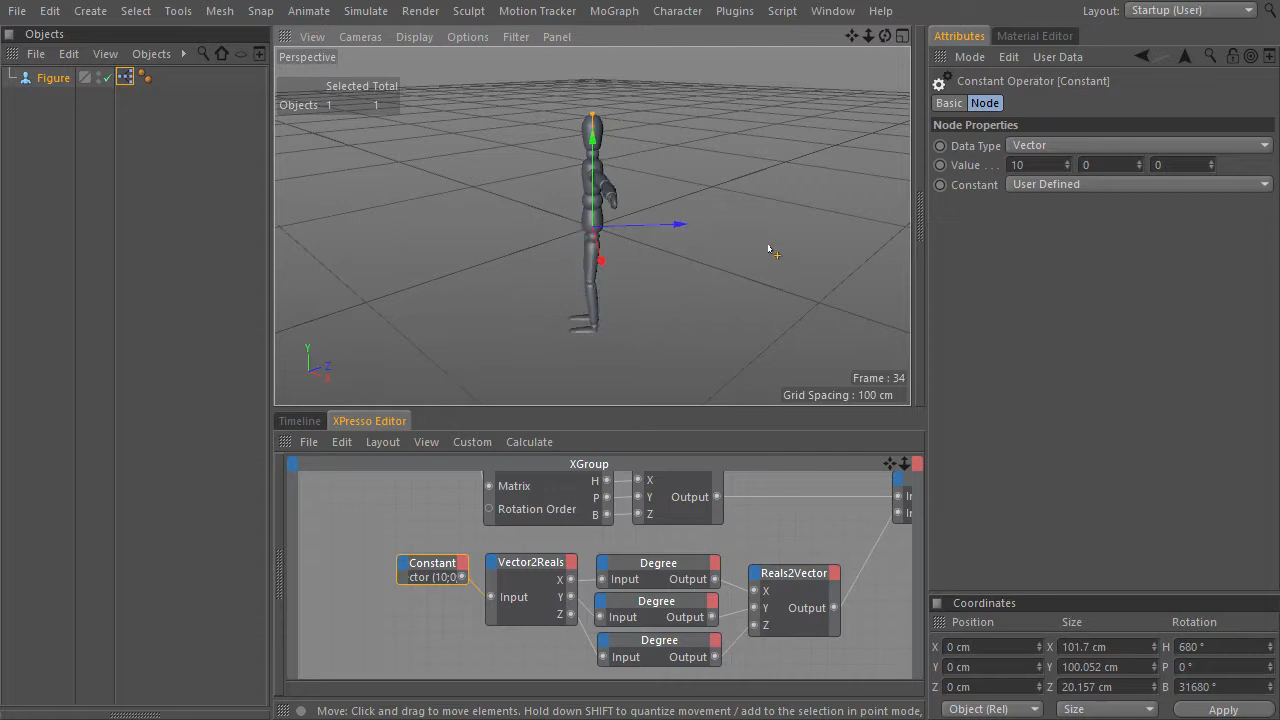 File Edit Create Select Tools Mesh Snap Animate Simulate Render Sculpt Motion Tracker MoGraph Character Plugins Script Window Help Layout: Startup (User)
Objects
File Edit View Objects
Figure
View Cameras Display Options Filter Panel
Perspective
Selected Total
Objects 1 1
Y
Z
X
Frame : 34
Grid Spacing : 100 cm
Attributes Material Editor
Mode Edit User Data
Constant Operator [Constant]
Basic Node
Node Properties
Data Type Vector
Value . . . 10 0 0
Constant User Defined
Timeline XPresso Editor
File Edit Layout View Custom Calculate
XGroup
Matrix H
P
Rotation Order B
X
Y Output
Z
Constant
ctor (10;0;
Vector2Reals
X
Input Y
Z
Degree
Input Output
Degree
Input Output
Degree
Input Output
Reals2Vector
X
Y Output
Z
Coordinates
Position Size Rotation
X 0 cm X 101.7 cm H 680 °
Y 0 cm Y 100.052 cm P 0 °
Z 0 cm Z 20.157 cm B 31680 °
Object (Rel) Size Apply
Move: Click and drag to move elements. Hold down SHIFT to quantize movement / add to the selection in point mode,